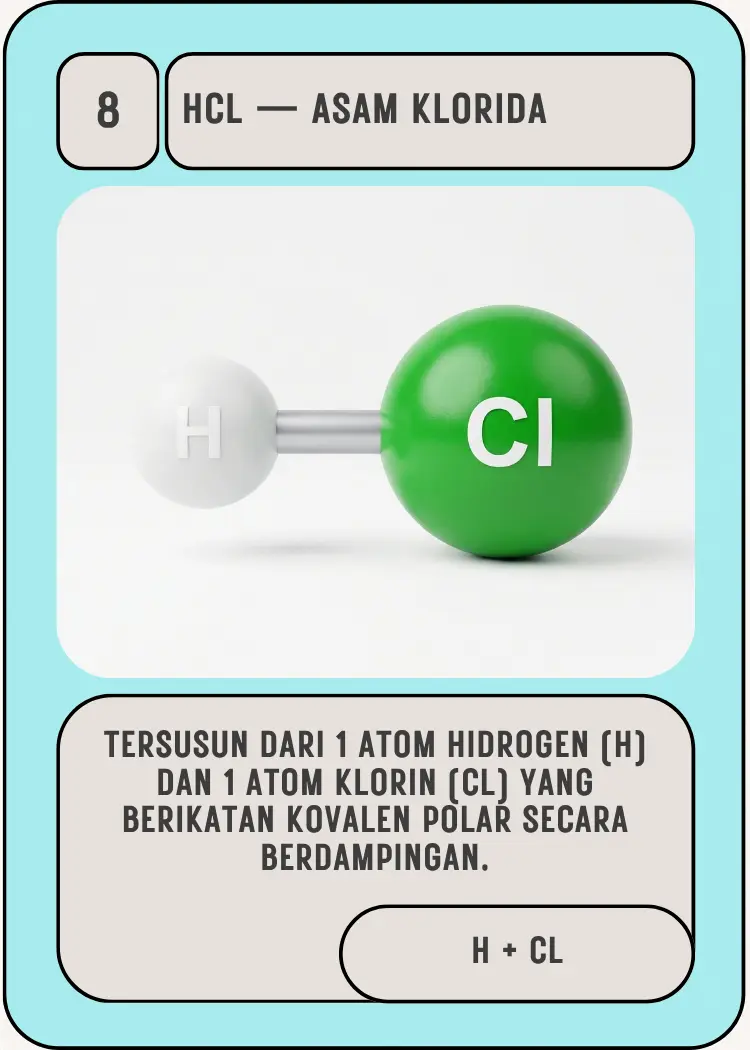 8
HCL — ASAM KLORIDA
H
Cl
TERSUSUN DARI 1 ATOM HIDROGEN (H)
DAN 1 ATOM KLORIN (CL) YANG
BERIKATAN KOVALEN POLAR SECARA
BERDAMPINGAN.
H + CL